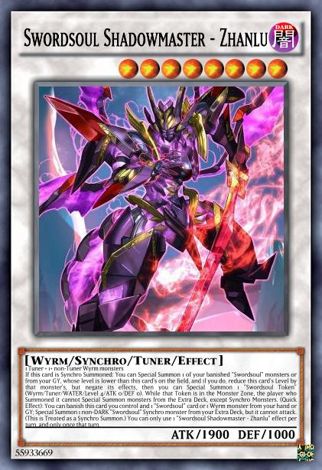 SWORDSOUL SHADOWMASTER - ZHANLU
DARK
闇
[WYRM/SYNCHRO/TUNER/EFFECT]
1 Tuner - 1+ non-Tuner Wyrm monsters
If this card is Synchro Summoned: You can Special Summon 1 of your banished "Swordsoul" monsters or
from your GY, whose level is lower than this card's on the field, and if you do, reduce this card's Level by
that monster's, but negate its effects, then you can Special Summon 1 "Swordsoul Token"
(Wyrm/Tuner/WATER/Level 4/ATK 0/DEF 0). While that Token is in the Monster Zone, the player who
Summoned it cannot Special Summon monsters from the Extra Deck, except Synchro Monsters. (Quick
Effect): You can banish this card you control and 1 "Swordsoul" card or 1 Wyrm monster from your hand or
GY; Special Summon 1 non-DARK "Swordsoul" Synchro monster from your Extra Deck, but it cannot attack.
(This is treated as a Synchro Summon.) You can only use 1 "Swordsoul Shadowmaster - Zhanlu" effect per
turn, and only once that turn.
ATK/1900 DEF/1000
55933669